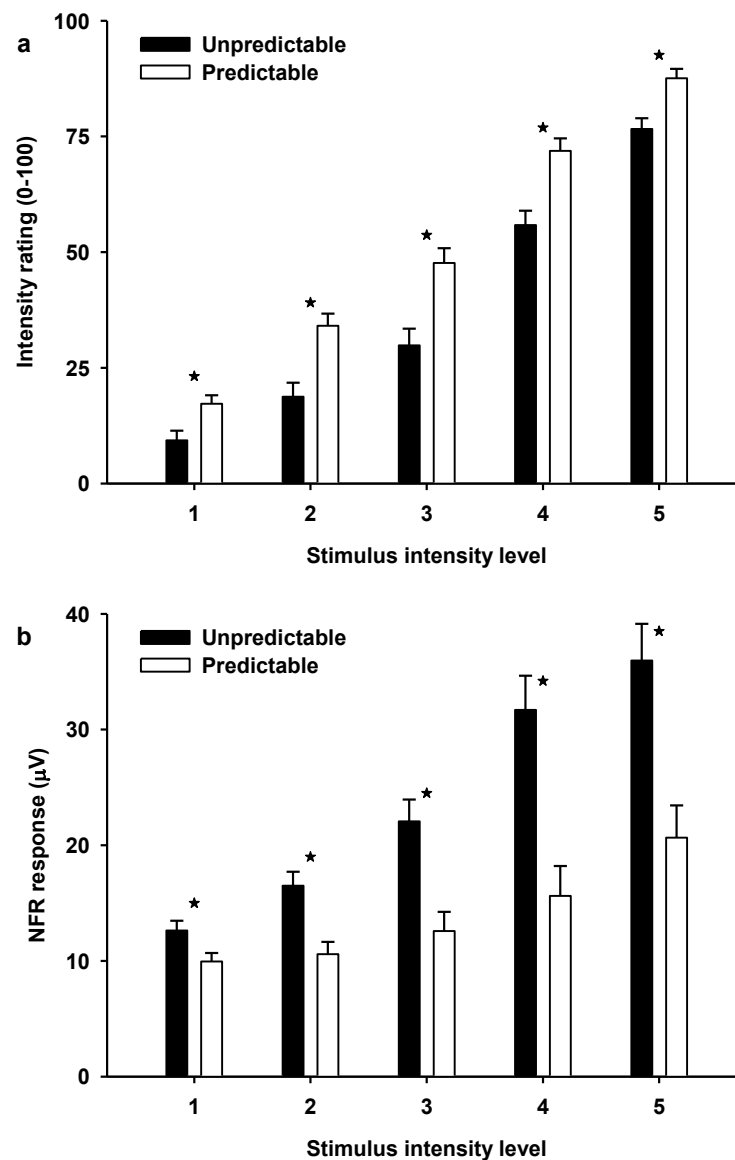 a
100
Unpredictable
Predictable
75
50
25
0
Intensity rating (0-100)
1 2 3 4 5
Stimulus intensity level
b
40
Unpredictable
Predictable
30
20
10
0
NFR response (μV)
1 2 3 4 5
Stimulus intensity level